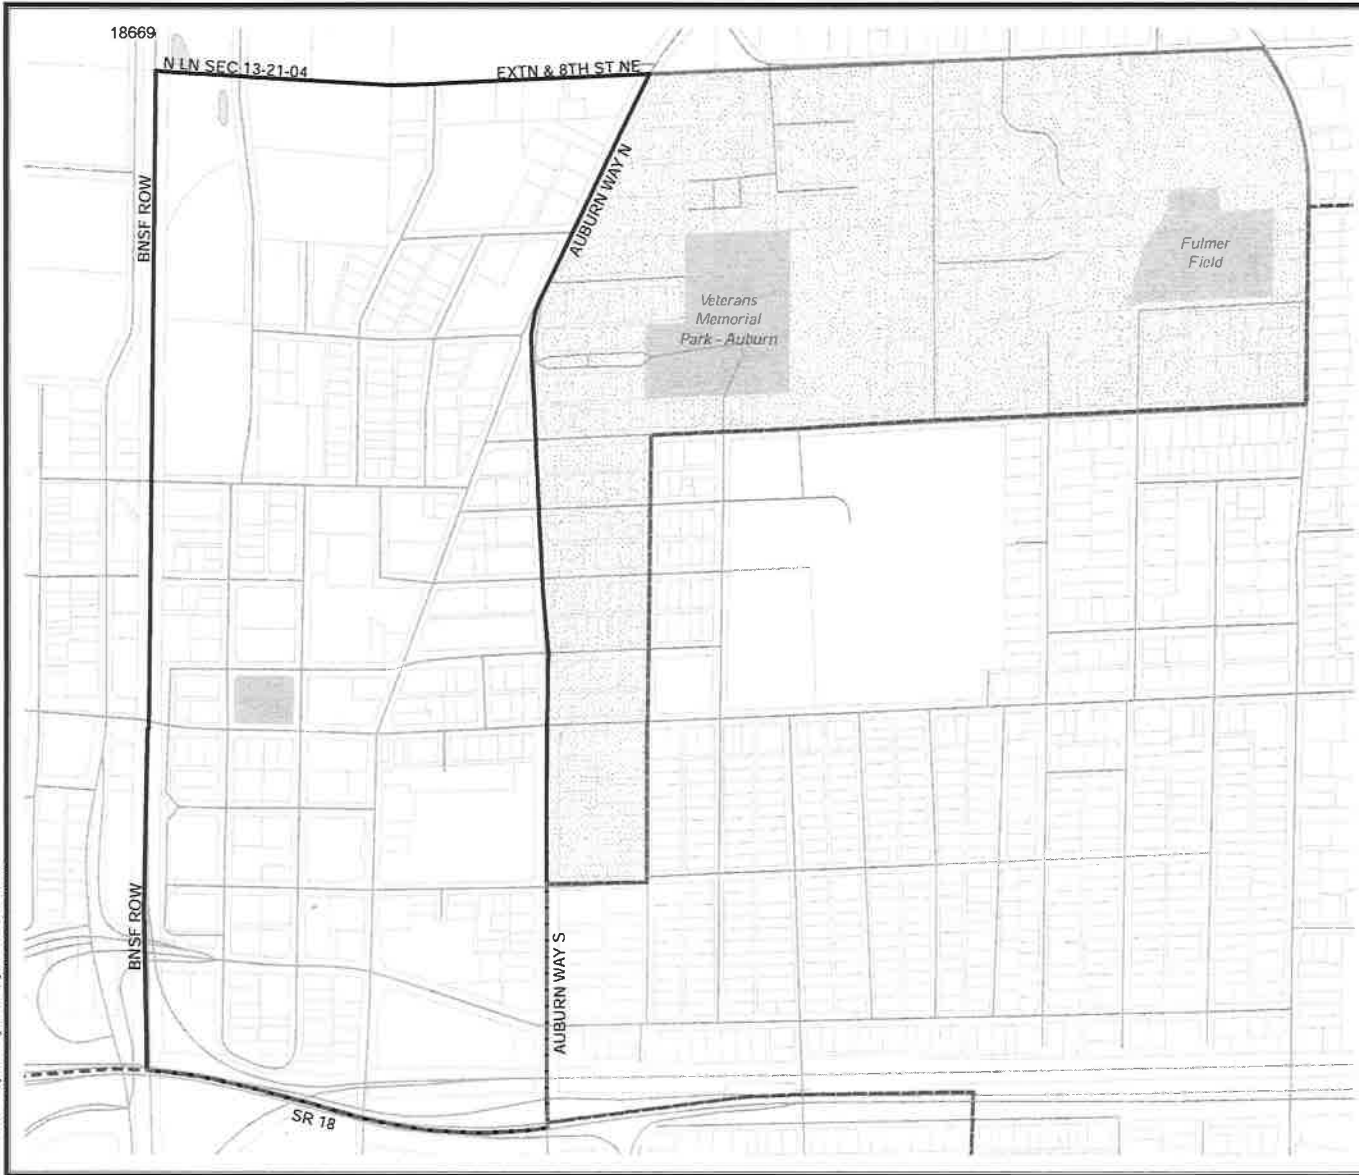 18669
N LN SEC 13-21-04
EXTN & 8TH ST NE
BNSF ROW
AUBURN WAY N
Fulmer
Field
Veterans
Memorial
Park - Auburn
BNSF ROW
AUBURN WAY S
SR 18